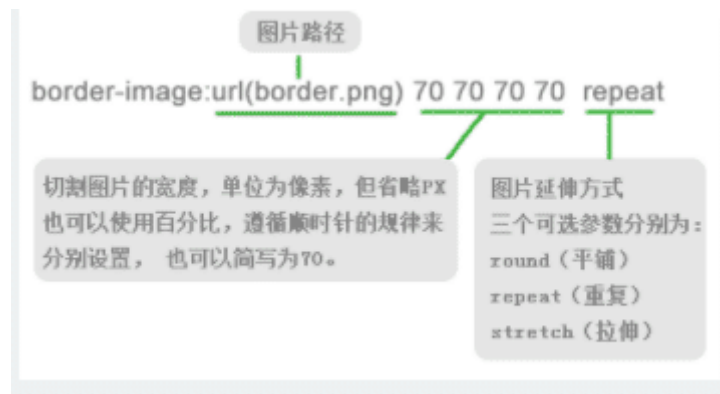 图片路径
border-image:url(border.png) 70 70 70 70 repeat
切割图片的宽度，单位为像素，但省略PX
也可以使用百分比，遵循顺时针的规律来
分别设置， 也可以简写为70。
图片延伸方式
三个可选参数分别为：
round（平铺）
repeat（重复）
stretch（拉伸）